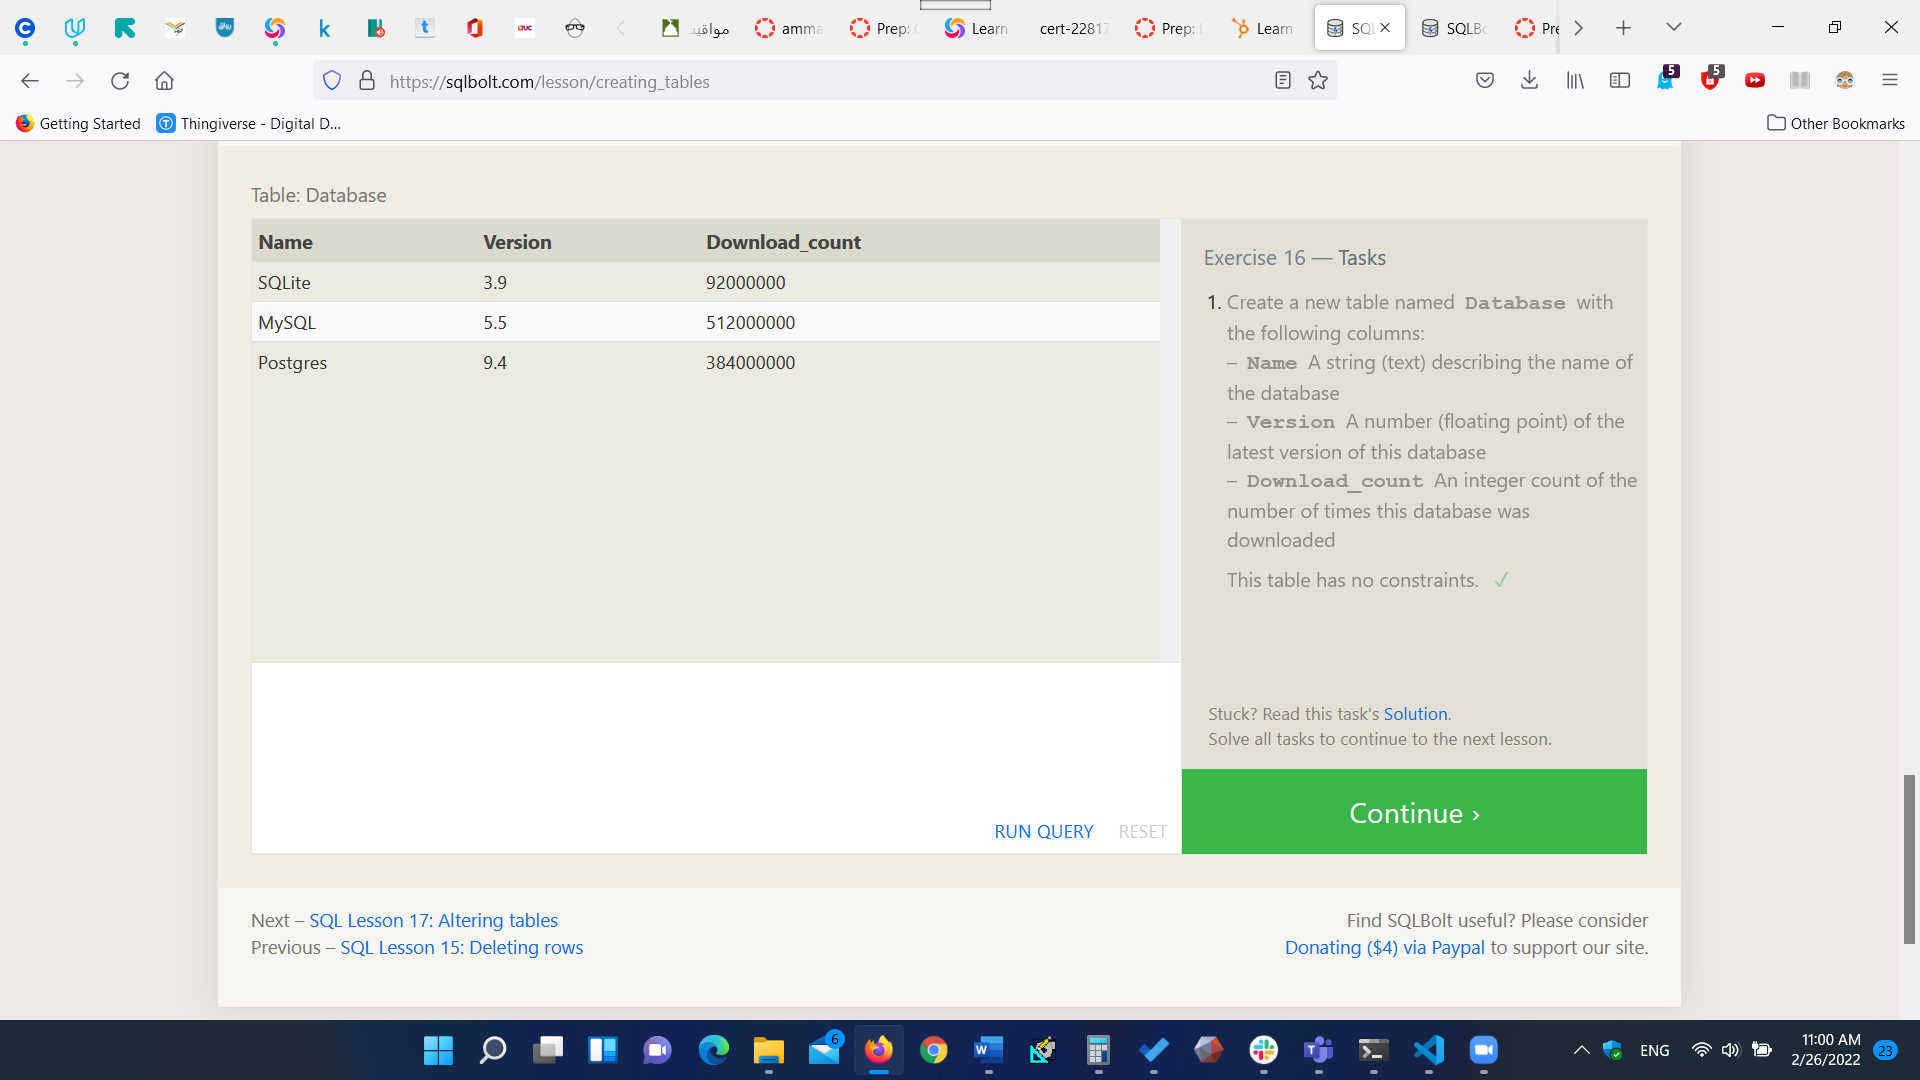 LTUC
مواقيت
amma
Prep: (
Learn
cert-22817
Prep:
Learn
SQL
SQLBo
Pre
https://sqlbolt.com/lesson/creating_tables
5
5
Getting Started
Thingiverse - Digital D...
Other Bookmarks
Table: Database
Name Version Download_count
SQLite 3.9 92000000
MySQL 5.5 512000000
Postgres 9.4 384000000
Exercise 16 — Tasks
1. Create a new table named Database with
the following columns:
– Name A string (text) describing the name of
the database
– Version A number (floating point) of the
latest version of this database
– Download_count An integer count of the
number of times this database was
downloaded
This table has no constraints. ✓
Stuck? Read this task's Solution.
Solve all tasks to continue to the next lesson.
RUN QUERY RESET
Continue ›
Next – SQL Lesson 17: Altering tables
Previous – SQL Lesson 15: Deleting rows
Find SQLBolt useful? Please consider
Donating ($4) via Paypal to support our site.
6
ENG
11:00 AM
2/26/2022
23